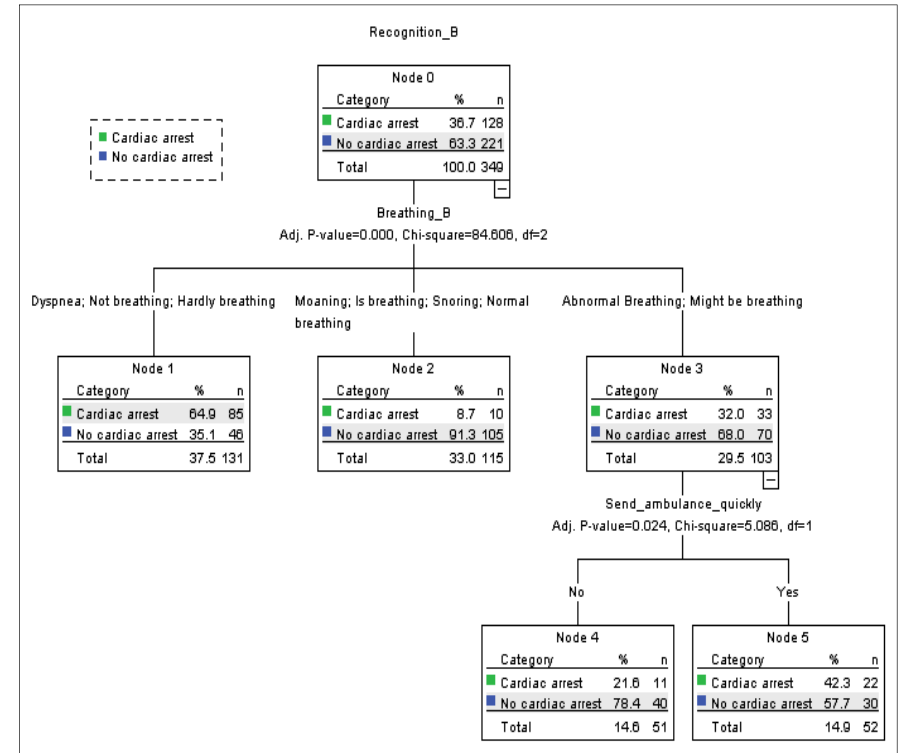 Recognition_B
Cardiac arrest
No cardiac arrest
Node 0
Category % n
Cardiac arrest 36.7 128
No cardiac arrest 63.3 221
Total 100.0 349
Breathing_B
Adj. P-value=0.000, Chi-square=84.606, df=2
Dyspnea; Not breathing; Hardly breathing
Moaning; Is breathing; Snoring; Normal
breathing
Abnormal Breathing; Might be breathing
Node 1
Category % n
Cardiac arrest 64.9 85
No cardiac arrest 35.1 46
Total 37.5 131
Node 2
Category % n
Cardiac arrest 8.7 10
No cardiac arrest 91.3 105
Total 33.0 115
Node 3
Category % n
Cardiac arrest 32.0 33
No cardiac arrest 68.0 70
Total 29.5 103
Send_ambulance_quickly
Adj. P-value=0.024, Chi-square=5.086, df=1
No
Yes
Node 4
Category % n
Cardiac arrest 21.6 11
No cardiac arrest 78.4 40
Total 14.6 51
Node 5
Category % n
Cardiac arrest 42.3 22
No cardiac arrest 57.7 30
Total 14.9 52